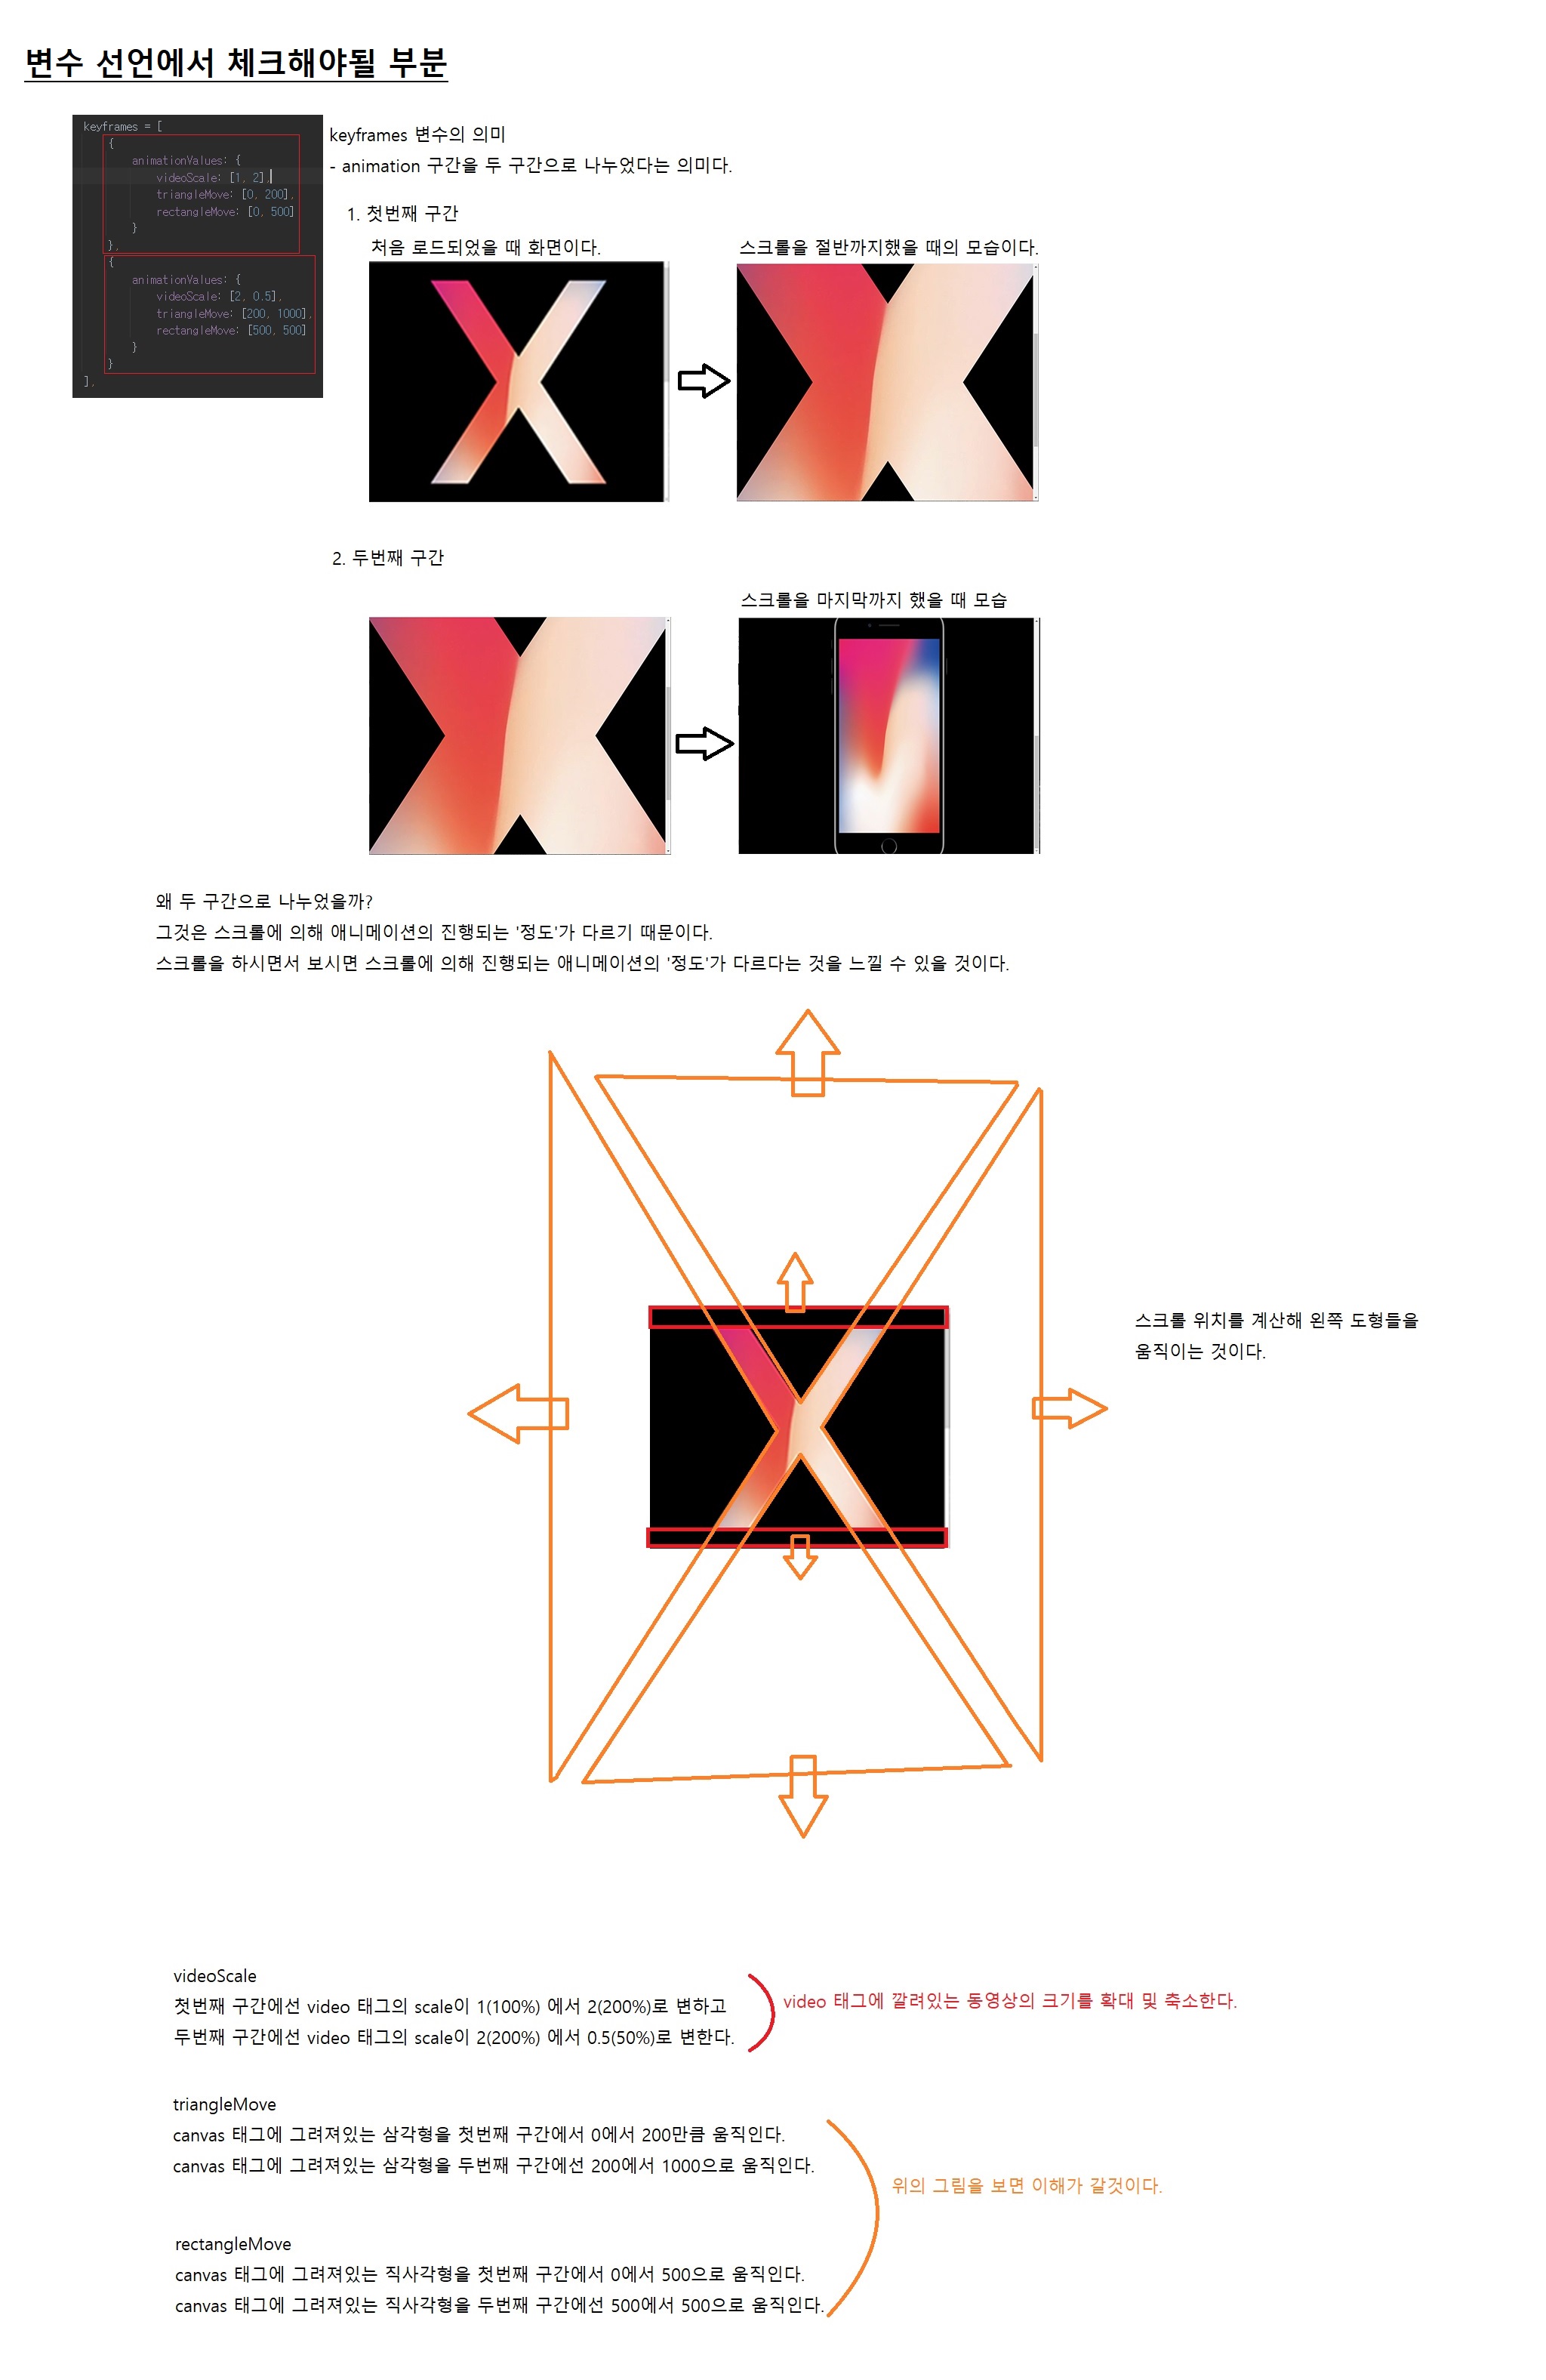 변수 선언에서 체크해야될 부분
keyframes = [
{
animationValues: {
videoScale: [1, 2],
triangleMove: [0, 200],
rectangleMove: [0, 500]
}
},
{
animationValues: {
videoScale: [2, 0.5],
triangleMove: [200, 1000],
rectangleMove: [500, 500]
}
}
],
keyframes 변수의 의미
- animation 구간을 두 구간으로 나누었다는 의미다.
1. 첫번째 구간
처음 로드되었을 때 화면이다.
스크롤을 절반까지했을 때의 모습이다.
2. 두번째 구간
스크롤을 마지막까지 했을 때 모습
왜 두 구간으로 나누었을까?
그것은 스크롤에 의해 애니메이션의 진행되는 '정도'가 다르기 때문이다.
스크롤을 하시면서 보시면 스크롤에 의해 진행되는 애니메이션의 '정도'가 다르다는 것을 느낄 수 있을 것이다.
스크롤 위치를 계산해 왼쪽 도형들을
움직이는 것이다.
videoScale
첫번째 구간에선 video 태그의 scale이 1(100%) 에서 2(200%)로 변하고
두번째 구간에선 video 태그의 scale이 2(200%) 에서 0.5(50%)로 변한다.
video 태그에 깔려있는 동영상의 크기를 확대 및 축소한다.
triangleMove
canvas 태그에 그려져있는 삼각형을 첫번째 구간에서 0에서 200만큼 움직인다.
canvas 태그에 그려져있는 삼각형을 두번째 구간에선 200에서 1000으로 움직인다.
위의 그림을 보면 이해가 갈것이다.
rectangleMove
canvas 태그에 그려져있는 직사각형을 첫번째 구간에서 0에서 500으로 움직인다.
canvas 태그에 그려져있는 직사각형을 두번째 구간에선 500에서 500으로 움직인다.